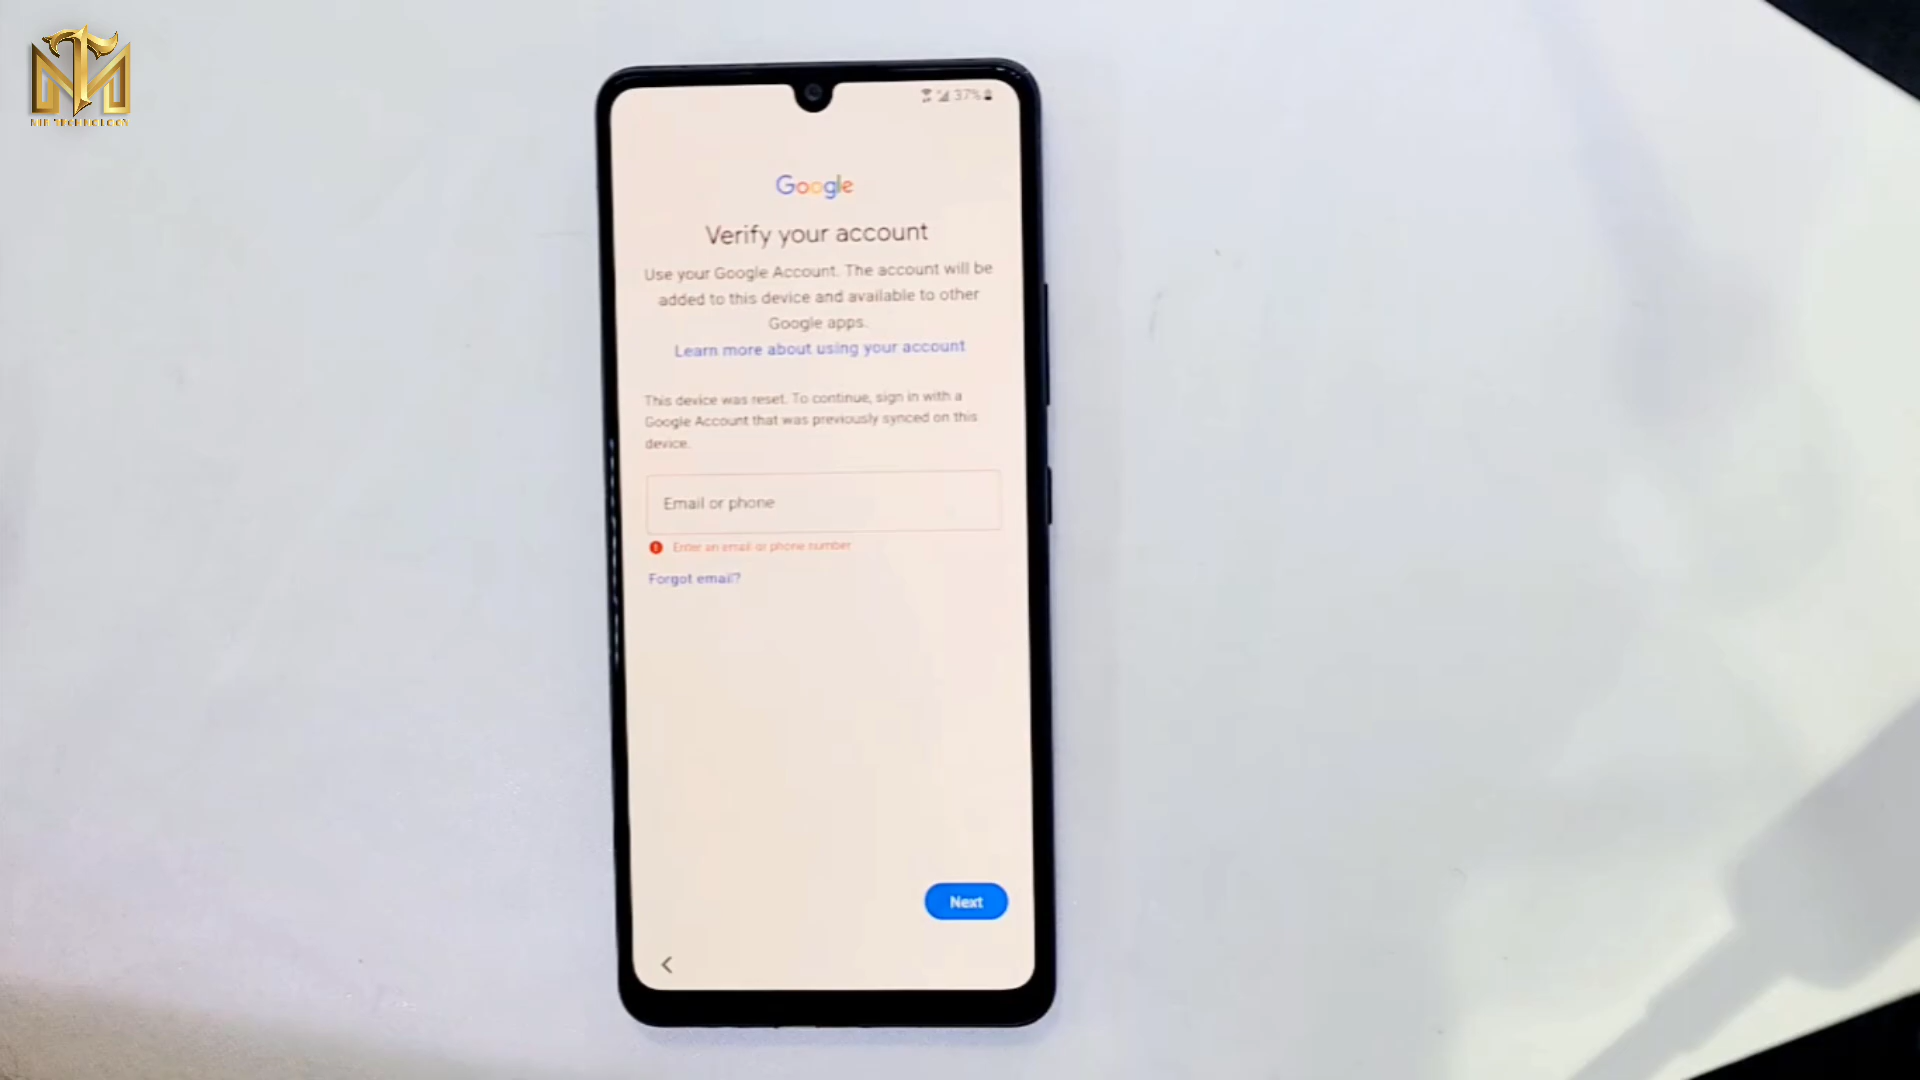 37%
Google
Verify your account
Use your Google Account. The account will be
added to this device and available to other
Google apps.
Learn more about using your account
This device was reset. To continue, sign in with a
Google Account that was previously synced on this
device.
Email or phone
Enter an email or phone number
Forgot email?
Next